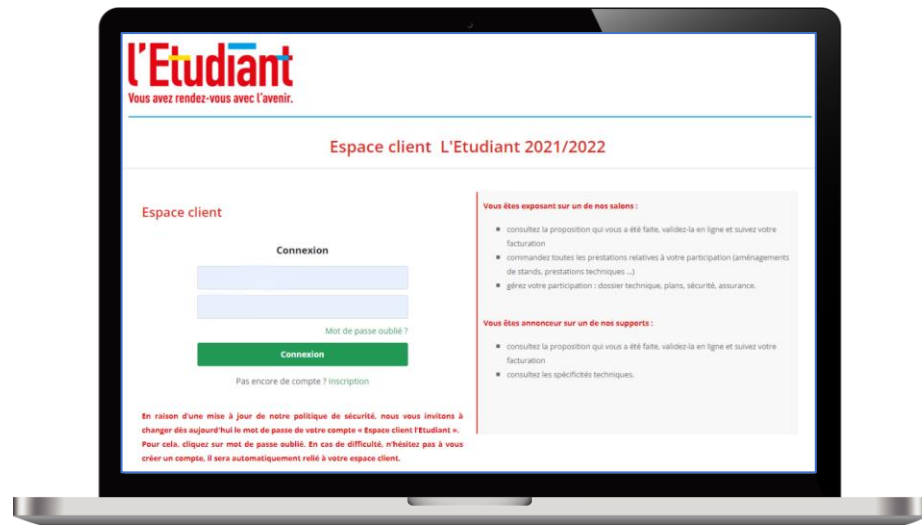 l'Etudiant
Vous avez rendez-vous avec l'avenir.
Espace client L'Etudiant 2021/2022
Espace client
Connexion
Mot de passe oublié ?
Connexion
Pas encore de compte ? Inscription
En raison d'une mise à jour de notre politique de sécurité, nous vous invitons à
changer dès aujourd'hui le mot de passe de votre compte « Espace client l'Etudiant ».
Pour cela, cliquez sur mot de passe oublié. En cas de difficulté, n'hésitez pas à vous
créer un compte, il sera automatiquement relié à votre espace client.
Vous êtes exposant sur un de nos salons :
consultez la proposition qui vous a été faite, validez-la en ligne et suivez votre
facturation
commandez toutes les prestations relatives à votre participation (aménagements
de stands, prestations techniques ...)
gérez votre participation : dossier technique, plans, sécurité, assurance.
Vous êtes annonceur sur un de nos supports :
consultez la proposition qui vous a été faite, validez-la en ligne et suivez votre
facturation
consultez les spécificités techniques.